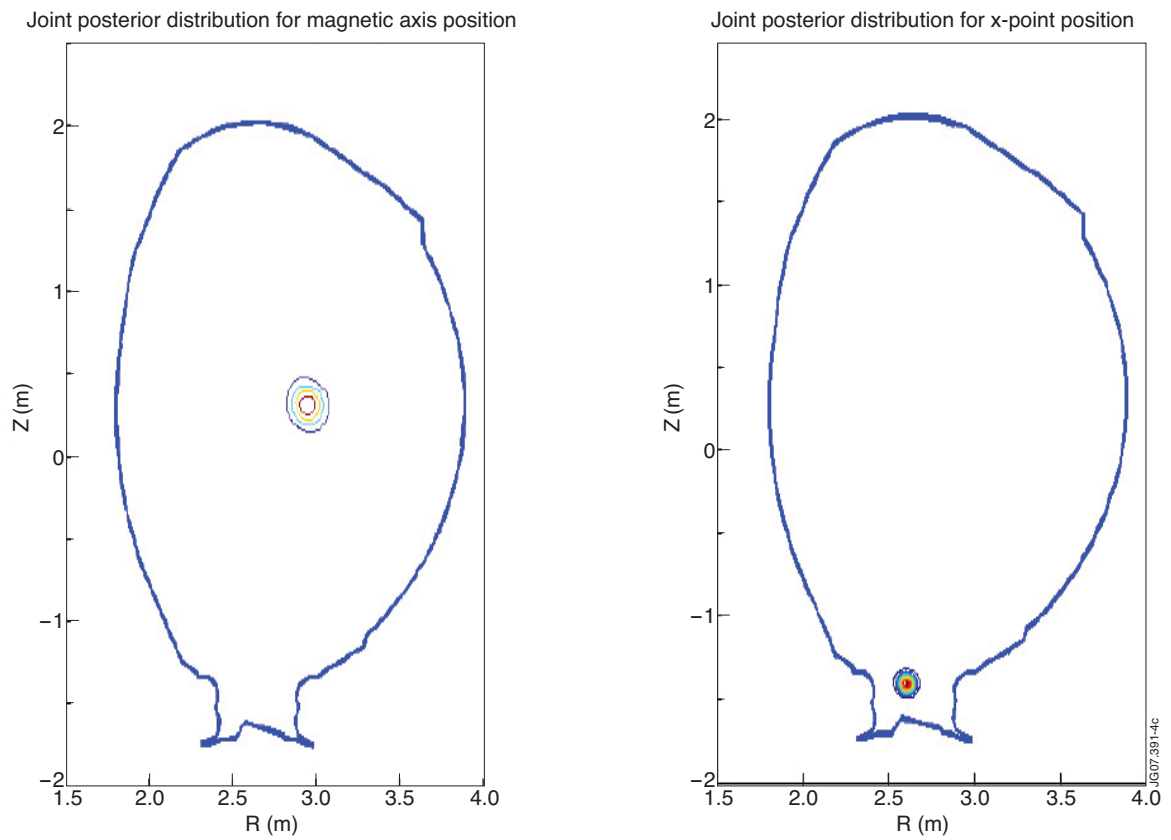 Joint posterior distribution for magnetic axis position
Joint posterior distribution for x-point position
2
1
0
−1
−2
Z (m)
1.5 2.0 2.5 3.0 3.5 4.0
R (m)
2
1
0
−1
−2
Z (m)
1.5 2.0 2.5 3.0 3.5 4.0
R (m)
JG07.391-4c